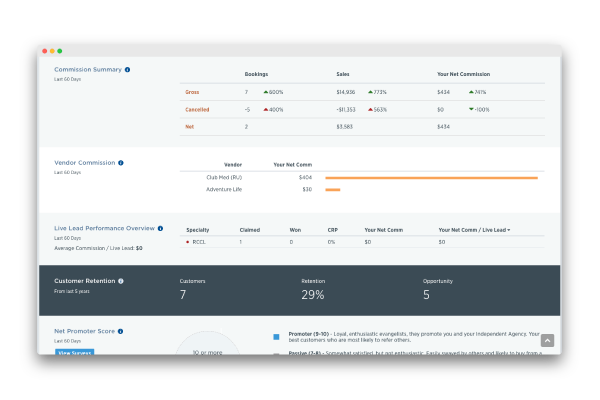 Commission Summary
Last 60 Days
Bookings Sales Your Net Commission
Gross 7 600% $14,936 773% $434 741%
Cancelled -5 400% -$11,353 563% $0 -100%
Net 2 $3,583 $434
Vendor Commission
Last 60 Days
Vendor Your Net Comm
Club Med (RU) $404
Adventure Life $30
Live Lead Performance Overview
Last 60 Days
Average Commission / Live Lead: $0
Specialty Claimed Won CRP Your Net Comm Your Net Comm / Live Lead
RCCL 1 0 0% $0 $0
Customer Retention
From last 5 years
Customers Retention Opportunity
7 29% 5
Net Promoter Score
Last 60 Days
View Surveys
10 or more
Promoter (9-10) - Loyal, enthusiastic evangelists, they promote you and your Independent Agency. Your
best customers who are most likely to refer others.
Passive (7-8) - Somewhat satisfied, but not enthusiastic. Easily swayed by others and likely to buy from a